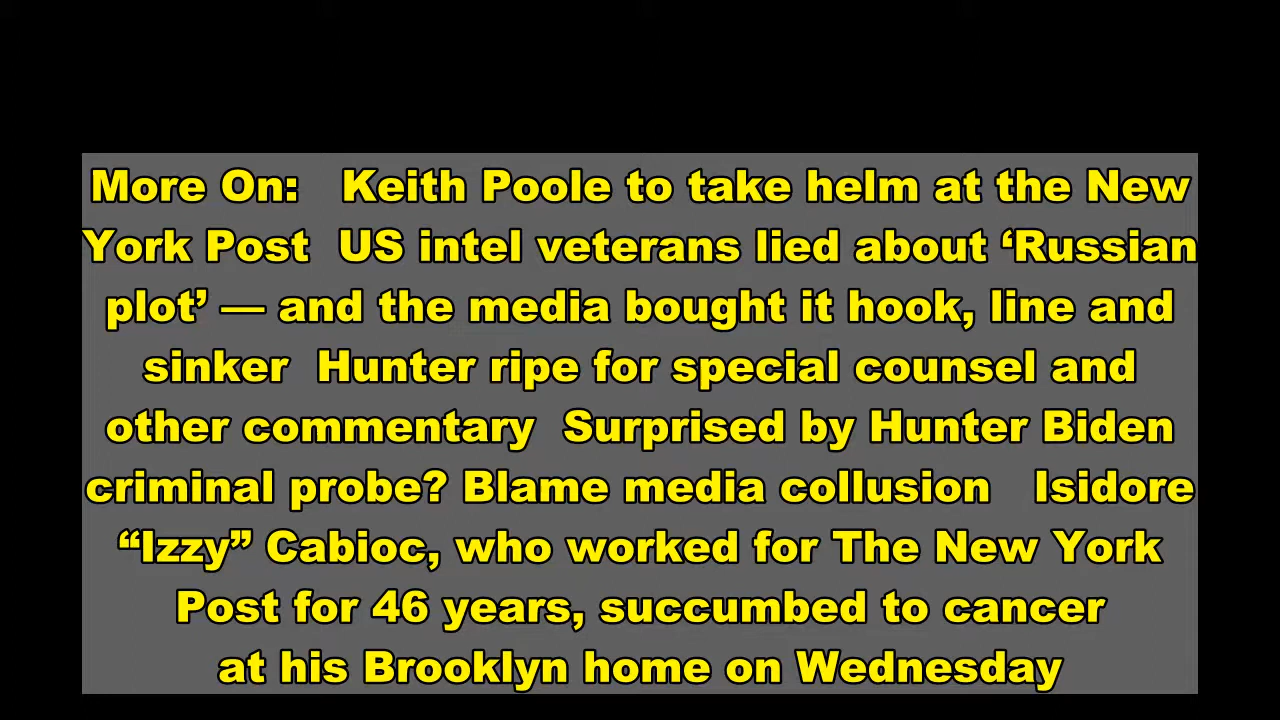 More On: Keith Poole to take helm at the New
York Post US intel veterans lied about ‘Russian
plot’ — and the media bought it hook, line and
sinker Hunter ripe for special counsel and
other commentary Surprised by Hunter Biden
criminal probe? Blame media collusion Isidore
“Izzy” Cabioc, who worked for The New York
Post for 46 years, succumbed to cancer
at his Brooklyn home on Wednesday